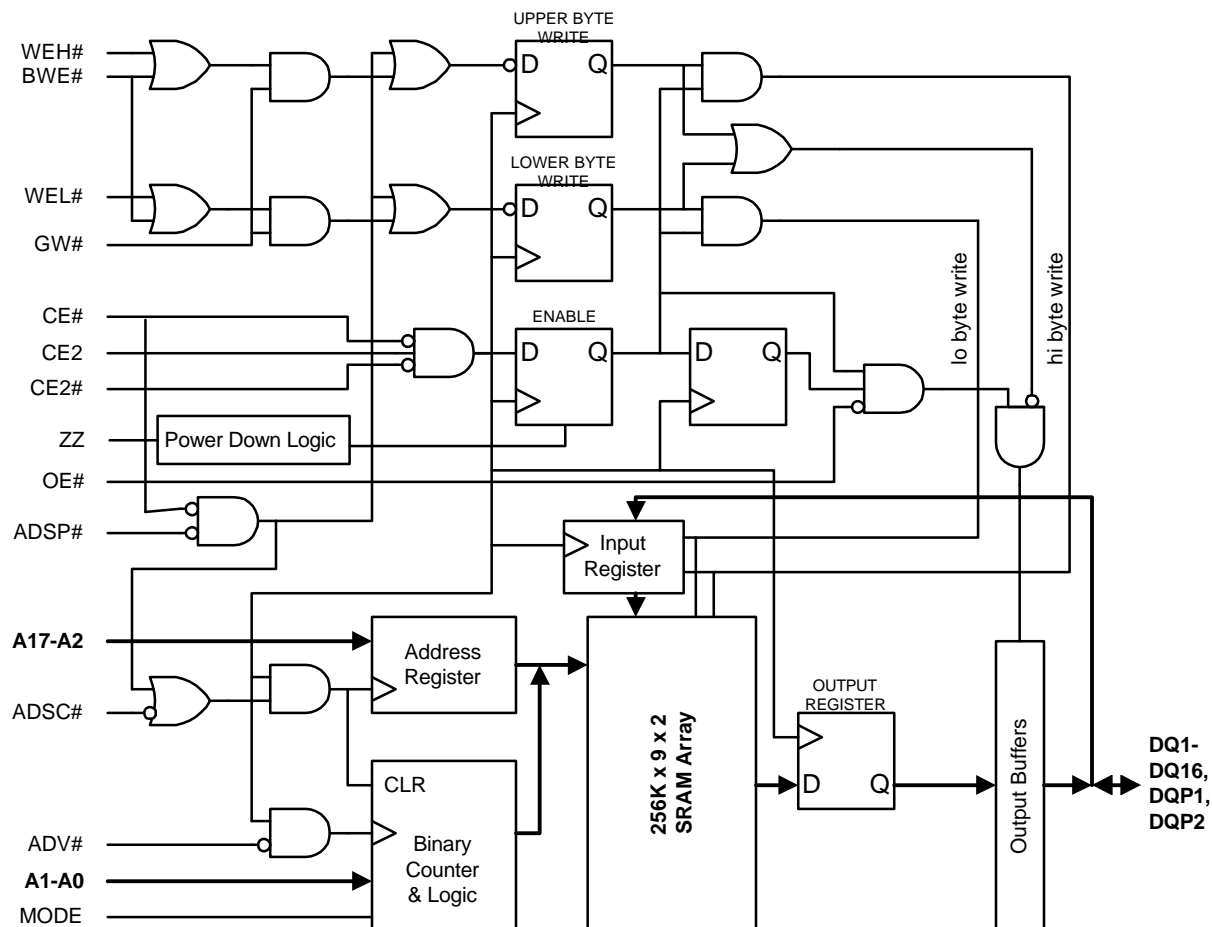 UPPER BYTE
WRITE
WEH#
BWE#
D
Q
LOWER BYTE
WRITE
WEL#
D
Q
GW#
lo byte write
hi byte write
CE#
ENABLE
CE2
D
Q
D
Q
CE2#
ZZ
Power Down Logic
OE#
ADSP#
Input
Register
A17-A2
Address
Register
ADSC#
OUTPUT
REGISTER
256K x 9 x 2
SRAM Array
D
Q
Output Buffers
DQ1-
DQ16,
DQP1,
DQP2
CLR
ADV#
Binary
Counter
& Logic
A1-A0
MODE